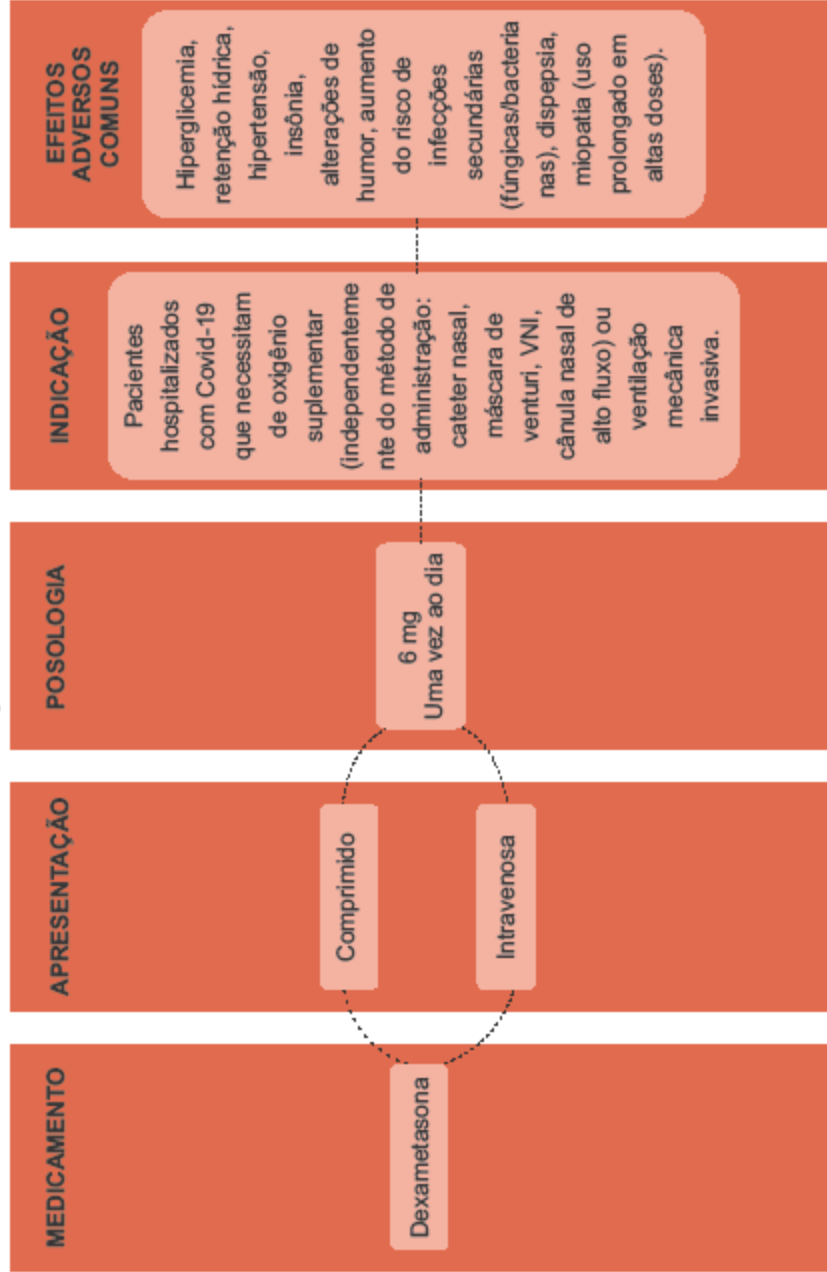 MEDICAMENTO
Dexametasona
APRESENTAÇÃO
Comprimido
Intravenosa
POSOLOGIA
6 mg
Uma vez ao dia
INDICAÇÃO
Pacientes
hospitalizados
com Covid-19
que necessitam
de oxigênio
suplementar
(independenteme
nte do método de
administração:
cateter nasal,
máscara de
venturi, VNI,
cânula nasal de
alto fluxo) ou
ventilação
mecânica
invasiva.
EFEITOS
ADVERSOS
COMUNS
Hiperglicemia,
retenção hídrica,
hipertensão,
insônia,
alterações de
humor, aumento
do risco de
infecções
secundárias
(fúngicas/bacteria
nas), dispepsia,
miopatia (uso
prolongado em
altas doses).